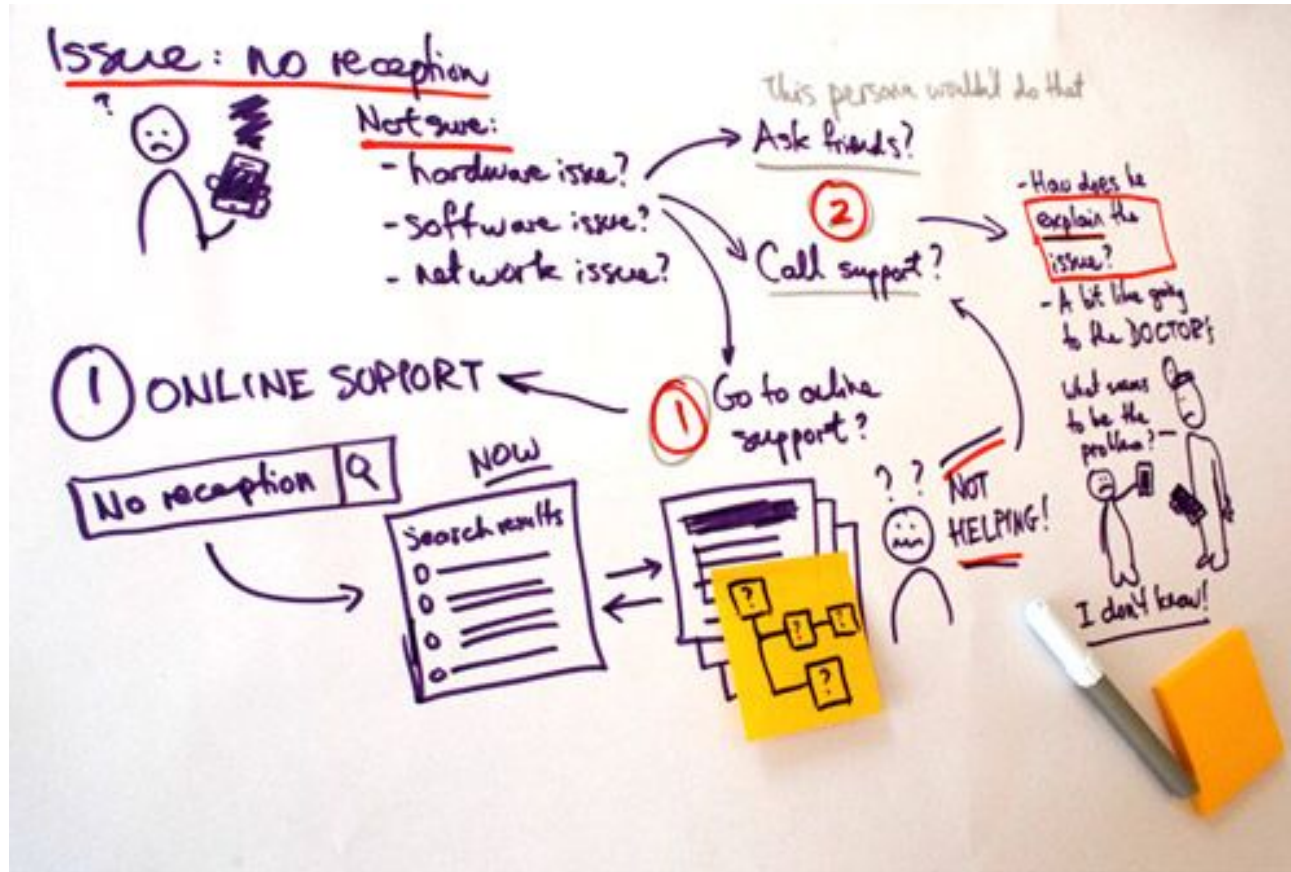 Issue: no reception
?
Not sure:
- hardware issue?
- software issue?
- network issue?
This person wouldn't do that
Ask friends?
2
Call support?
1 Go to online
support?
- How does he
explain the
issue?
- A bit like going
to the DOCTOR's
What seems
to be the
problem?
I don't know!
1 ONLINE SUPPORT
No reception
NOW
Search results
? ?
NOT
HELPING!
?
? ?
?